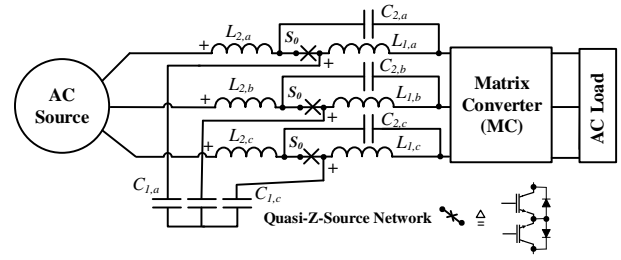 C2,a
L2,a
S0
L1,a
+
+
C2,b
L2,b
S0
L1,b
+
+
C2,c
L2,c
S0
L1,c
+
+
AC
Source
Matrix
Converter
(MC)
AC Load
C1,a
C1,c
Quasi-Z-Source Network
≜